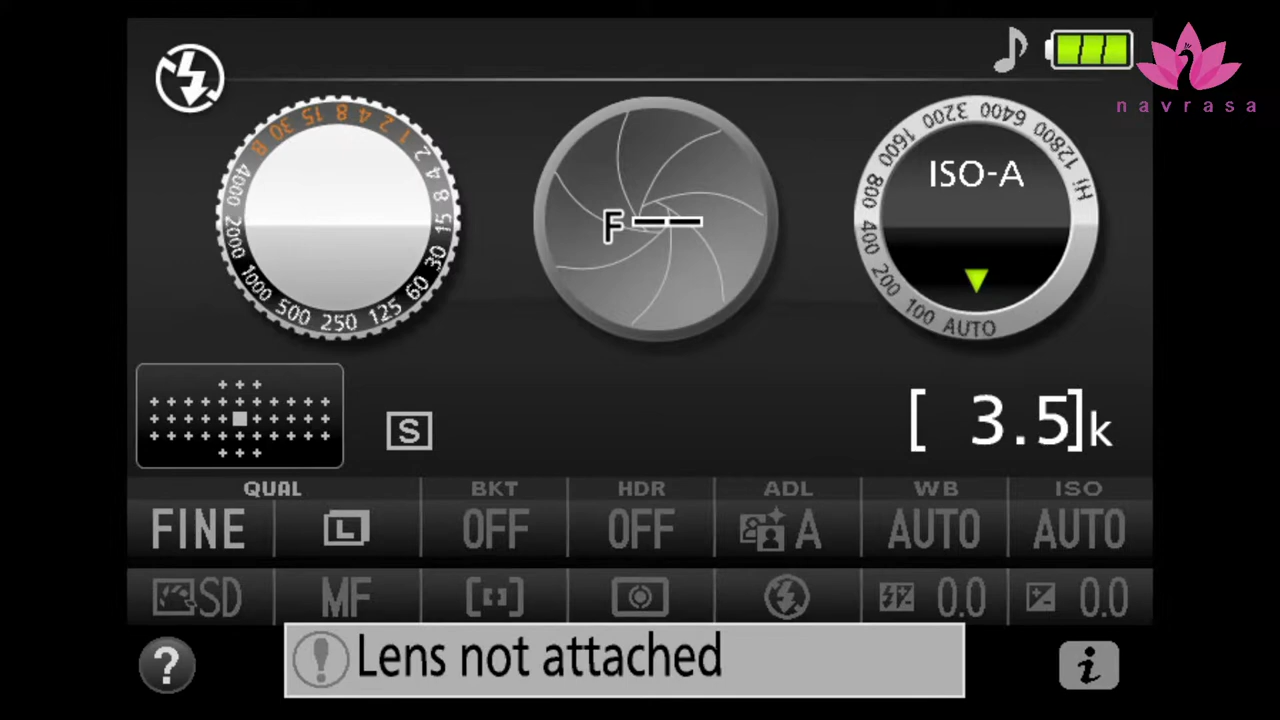 navrasa
B 30 15 8 4 2 1 2 4 8 15 30 60 125 250 500 1000 2000 4000
F--
ISO-A
AUTO 100 200 400 800 1600 3200 6400 12800 Hi
S
[ 3.5]k
QUAL BKT HDR ADL WB ISO
FINE L OFF OFF A AUTO AUTO
SD MF 0.0 0.0
? ! Lens not attached i